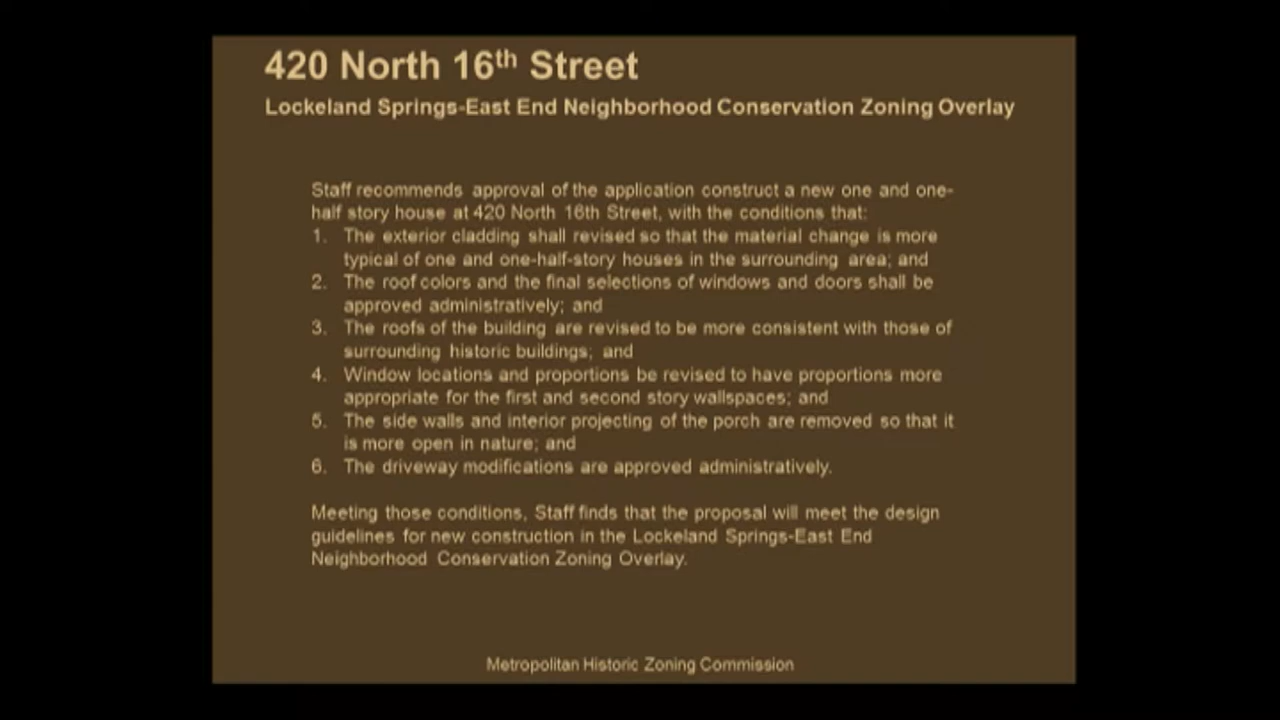 420 North 16th Street
Lockeland Springs-East End Neighborhood Conservation Zoning Overlay
Staff recommends approval of the application construct a new one and one-
half story house at 420 North 16th Street, with the conditions that:
1. The exterior cladding shall revised so that the material change is more
typical of one and one-half-story houses in the surrounding area; and
2. The roof colors and the final selections of windows and doors shall be
approved administratively; and
3. The roofs of the building are revised to be more consistent with those of
surrounding historic buildings; and
4. Window locations and proportions be revised to have proportions more
appropriate for the first and second story wallspaces; and
5. The side walls and interior projecting of the porch are removed so that it
is more open in nature; and
6. The driveway modifications are approved administratively.
Meeting those conditions, Staff finds that the proposal will meet the design
guidelines for new construction in the Lockeland Springs-East End
Neighborhood Conservation Zoning Overlay.
Metropolitan Historic Zoning Commission